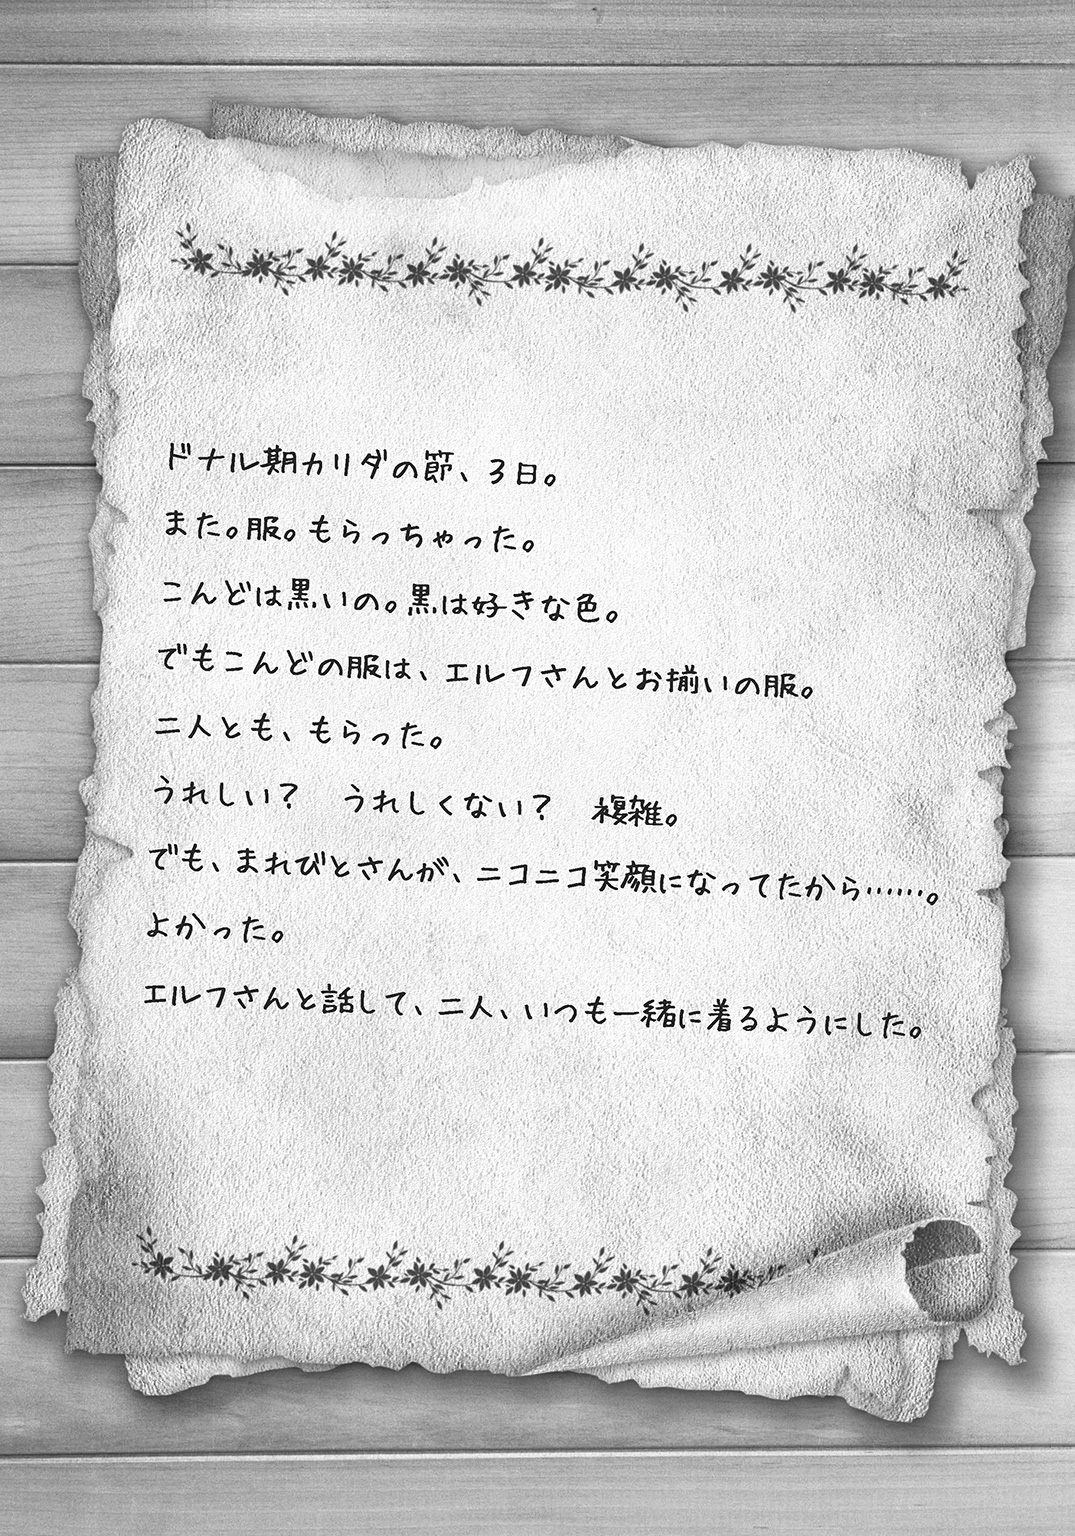 ドナル期カリダの節、3日。
また。服。もらっちゃった。
こんどは黒いの。黒は好きな色。
でもこんどの服は、エルフさんとお揃いの服。
二人とも、もらった。
うれしい？　うれしくない？　複雑。
でも、まれびとさんが、ニコニコ笑顔になってたから……。
よかった。
エルフさんと話して、二人、いつも一緒に着るようにした。